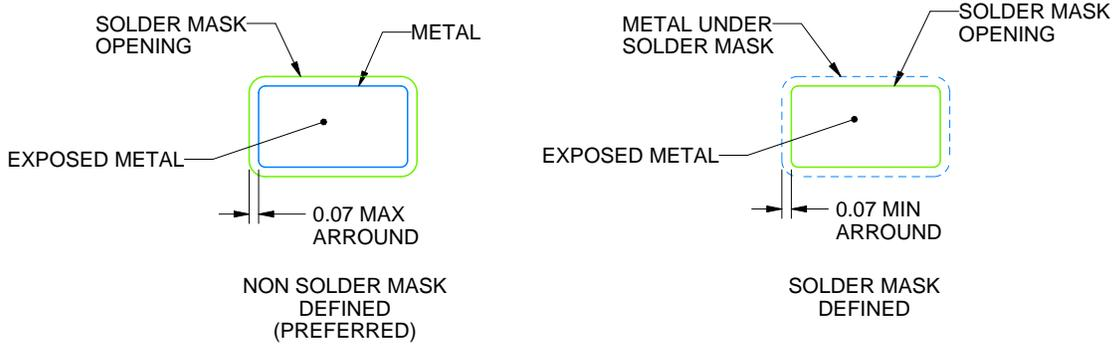 SOLDER MASK
OPENING
METAL
EXPOSED METAL
0.07 MAX
ARROUND
NON SOLDER MASK
DEFINED
(PREFERRED)
METAL UNDER
SOLDER MASK
SOLDER MASK
OPENING
EXPOSED METAL
0.07 MIN
ARROUND
SOLDER MASK
DEFINED